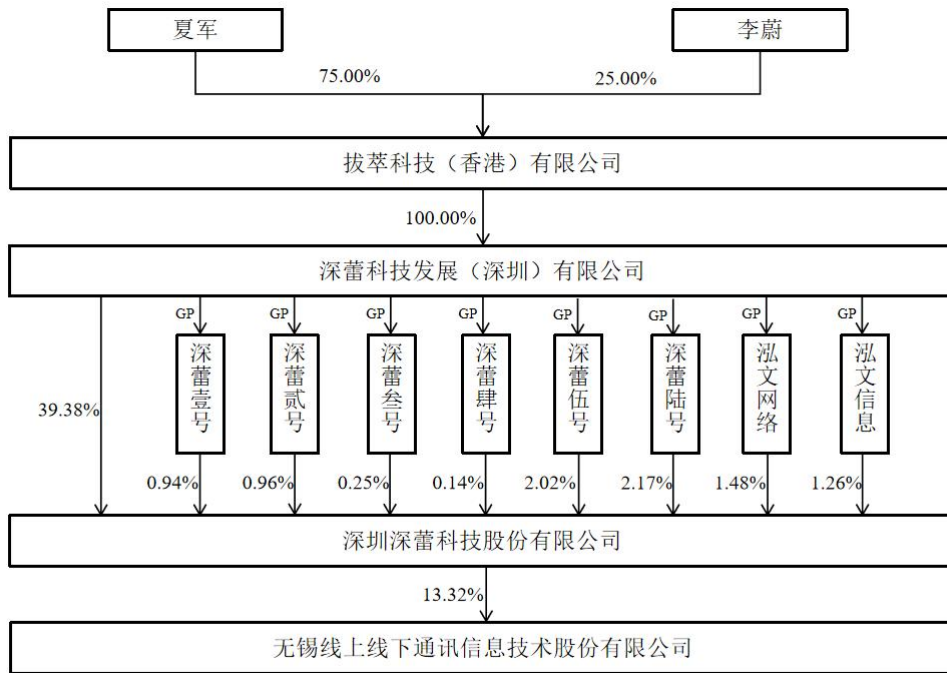 夏军
李蔚
75.00%
25.00%
拔萃科技（香港）有限公司
100.00%
深蕾科技发展（深圳）有限公司
GP
GP
GP
GP
GP
GP
GP
GP
39.38%
深蕾壹号
深蕾贰号
深蕾叁号
深蕾肆号
深蕾伍号
深蕾陆号
泓文网络
泓文信息
0.94%
0.96%
0.25%
0.14%
2.02%
2.17%
1.48%
1.26%
深圳深蕾科技股份有限公司
13.32%
无锡线上线下通讯信息技术股份有限公司